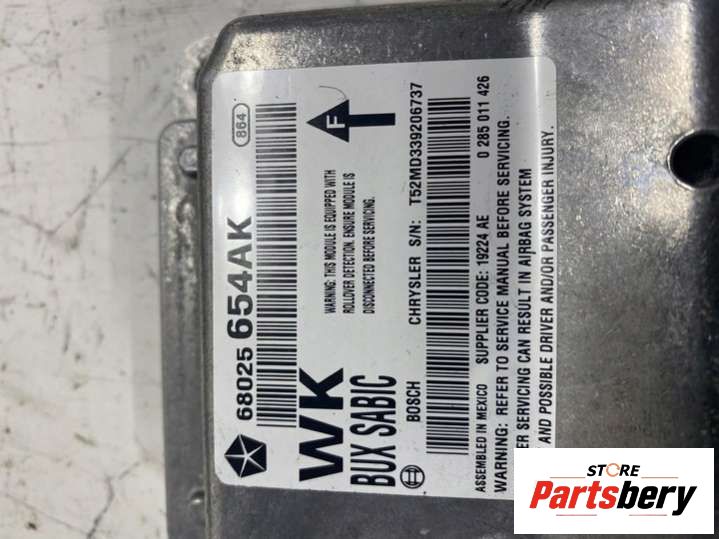 864
68025 654AK
F
WARNING: THIS MODULE IS EQUIPPED WITH
ROLLOVER DETECTION. ENSURE MODULE IS
DISCONNECTED BEFORE SERVICING.
WK
BUX SABIC
BOSCH CHRYSLER S/N: T52MD339206737
ASSEMBLED IN MEXICO SUPPLIER CODE: 19224 AE 0 285 011 426
WARNING: REFER TO SERVICE MANUAL BEFORE SERVICING.
ER SERVICING CAN RESULT IN AIRBAG SYSTEM
AND POSSIBLE DRIVER AND/OR PASSENGER INJURY.
STORE
Partsbery